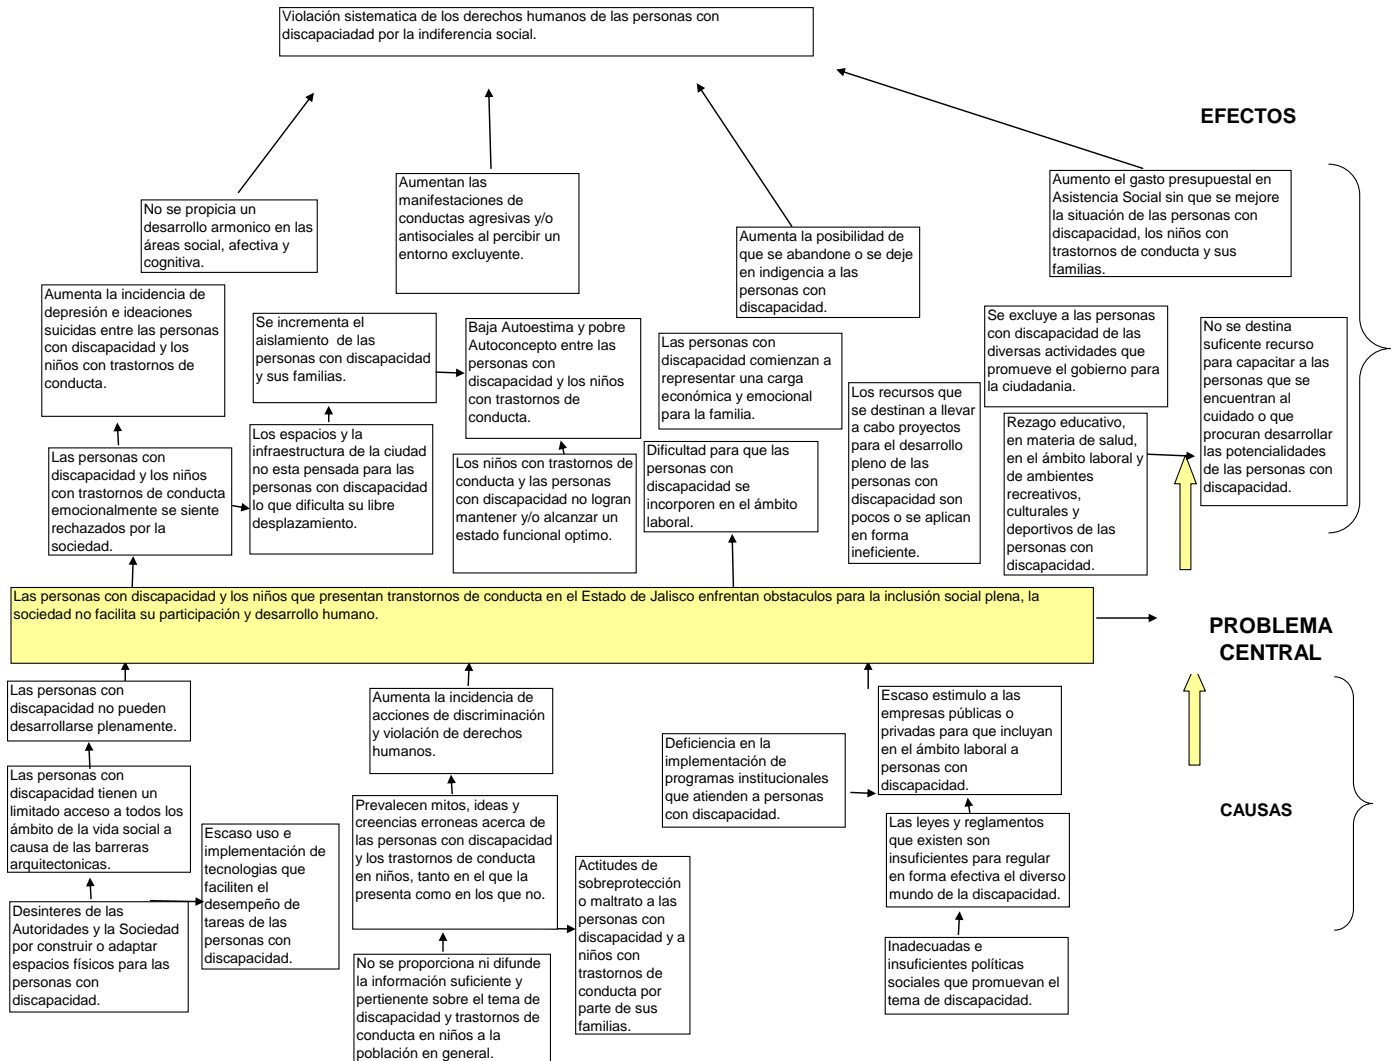 Violación sistematica de los derechos humanos de las personas con
discapaciadad por la indiferencia social.
EFECTOS
No se propicia un
desarrollo armonico en las
áreas social, afectiva y
cognitiva.
Aumentan las
manifestaciones de
conductas agresivas y/o
antisociales al percibir un
entorno excluyente.
Aumenta la posibilidad de
que se abandone o se deje
en indigencia a las
personas con
discapacidad.
Aumento el gasto presupuestal en
Asistencia Social sin que se mejore
la situación de las personas con
discapacidad, los niños con
trastornos de conducta y sus
familias.
Aumenta la incidencia de
depresión e ideaciones
suicidas entre las personas
con discapacidad y los
niños con trastornos de
conducta.
Se incrementa el
aislamiento de las
personas con discapacidad
y sus familias.
Baja Autoestima y pobre
Autoconcepto entre las
personas con
discapacidad y los niños
con trastornos de
conducta.
Las personas con
discapacidad comienzan a
representar una carga
económica y emocional
para la familia.
Los recursos que
se destinan a llevar
a cabo proyectos
para el desarrollo
pleno de las
personas con
discapacidad son
pocos o se aplican
en forma
ineficiente.
Se excluye a las personas
con discapacidad de las
diversas actividades que
promueve el gobierno para
la ciudadania.
No se destina
suficente recurso
para capacitar a las
personas que se
encuentran al
cuidado o que
procuran desarrollar
las potencialidades
de las personas con
discapacidad.
Las personas con
discapacidad y los niños
con trastornos de conducta
emocionalmente se siente
rechazados por la
sociedad.
Los espacios y la
infraestructura de la ciudad
no esta pensada para las
personas con discapacidad
lo que dificulta su libre
desplazamiento.
Los niños con trastornos de
conducta y las personas
con discapacidad no logran
mantener y/o alcanzar un
estado funcional optimo.
Dificultad para que las
personas con
discapacidad se
incorporen en el ámbito
laboral.
Rezago educativo,
en materia de salud,
en el ámbito laboral y
de ambientes
recreativos,
culturales y
deportivos de las
personas con
discapacidad.
Las personas con discapacidad y los niños que presentan transtornos de conducta en el Estado de Jalisco enfrentan obstaculos para la inclusión social plena, la
sociedad no facilita su participación y desarrollo humano.
PROBLEMA
CENTRAL
Las personas con
discapacidad no pueden
desarrollarse plenamente.
Aumenta la incidencia de
acciones de discriminación
y violación de derechos
humanos.
Deficiencia en la
implementación de
programas institucionales
que atienden a personas
con discapacidad.
Escaso estimulo a las
empresas públicas o
privadas para que incluyan
en el ámbito laboral a
personas con
discapacidad.
CAUSAS
Las personas con
discapacidad tienen un
limitado acceso a todos los
ámbito de la vida social a
causa de las barreras
arquitectonicas.
Escaso uso e
implementación de
tecnologias que
faciliten el
desempeño de
tareas de las
personas con
discapacidad.
Prevalecen mitos, ideas y
creencias erroneas acerca de
las personas con discapacidad
y los trastornos de conducta
en niños, tanto en el que la
presenta como en los que no.
Actitudes de
sobreprotección
o maltrato a las
personas con
discapacidad y a
niños con
trastornos de
conducta por
parte de sus
familias.
Las leyes y reglamentos
que existen son
insuficientes para regular
en forma efectiva el diverso
mundo de la discapacidad.
Desinteres de las
Autoridades y la Sociedad
por construir o adaptar
espacios físicos para las
personas con
discapacidad.
No se proporciona ni difunde
la información suficiente y
pertienente sobre el tema de
discapacidad y trastornos de
conducta en niños a la
población en general.
Inadecuadas e
insuficientes políticas
sociales que promuevan el
tema de discapacidad.